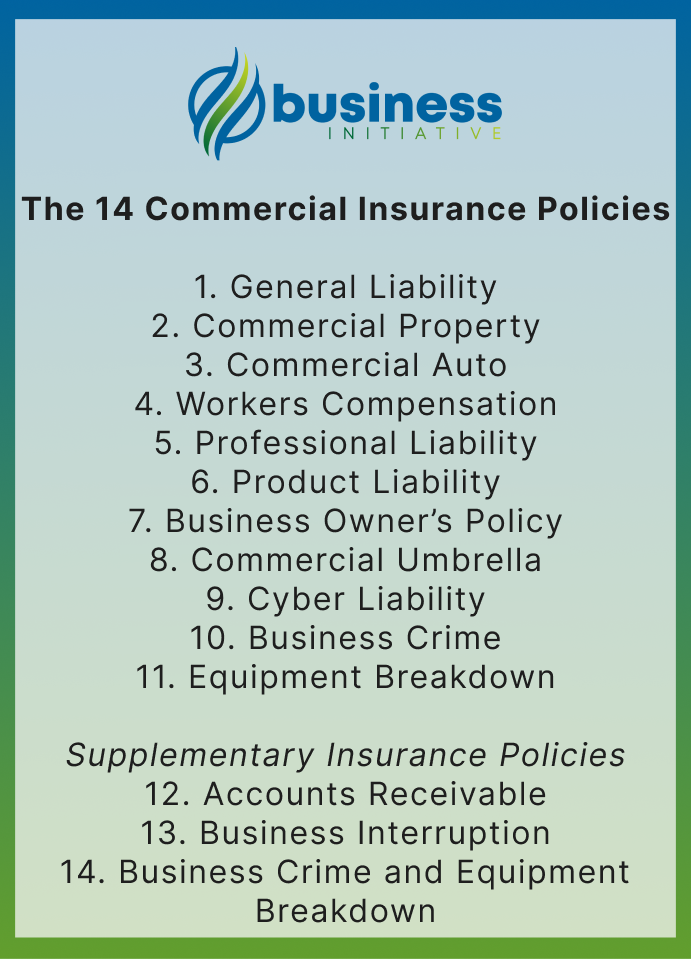 business
INITIATIVE
The 14 Commercial Insurance Policies
1. General Liability
2. Commercial Property
3. Commercial Auto
4. Workers Compensation
5. Professional Liability
6. Product Liability
7. Business Owner’s Policy
8. Commercial Umbrella
9. Cyber Liability
10. Business Crime
11. Equipment Breakdown
Supplementary Insurance Policies
12. Accounts Receivable
13. Business Interruption
14. Business Crime and Equipment
Breakdown